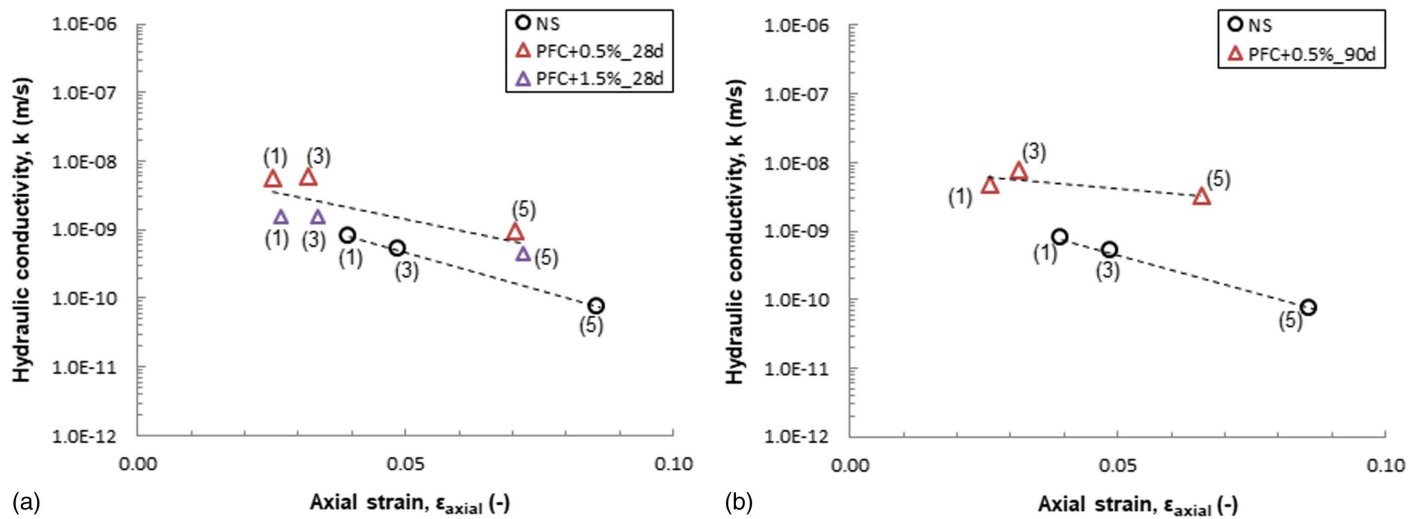 1.0E-06
1.0E-07
1.0E-08
1.0E-09
1.0E-10
1.0E-11
1.0E-12
Hydraulic conductivity, k (m/s)
NS
PFC+0.5%_28d
PFC+1.5%_28d
(1)
(3)
(5)
(1)
(3)
(1)
(3)
(5)
(5)
0.00
0.05
0.10
Axial strain, εaxial (-)
(a)
1.0E-06
1.0E-07
1.0E-08
1.0E-09
1.0E-10
1.0E-11
1.0E-12
Hydraulic conductivity, k (m/s)
NS
PFC+0.5%_90d
(3)
(1)
(5)
(1)
(3)
(5)
0.00
0.05
0.10
Axial strain, εaxial (-)
(b)